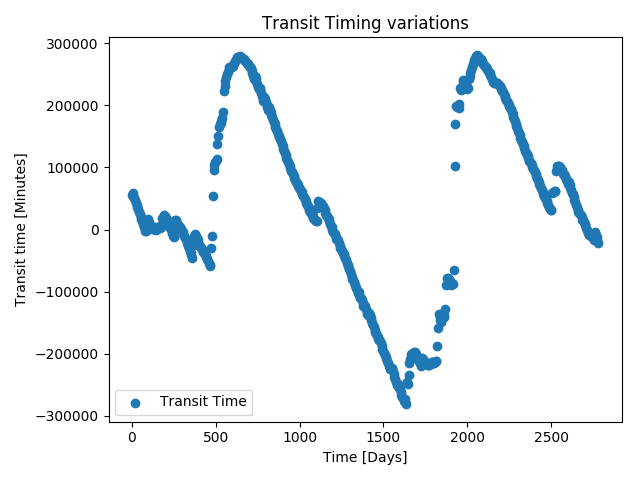 Transit Timing variations
Transit time [Minutes]
300000
200000
100000
0
−100000
−200000
−300000
Transit Time
0 500 1000 1500 2000 2500
Time [Days]